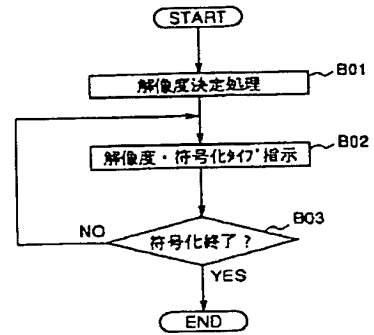 START
解像度決定処理
B01
解像度・符号化タイプ指示
B02
符号化終了?
B03
NO
YES
END